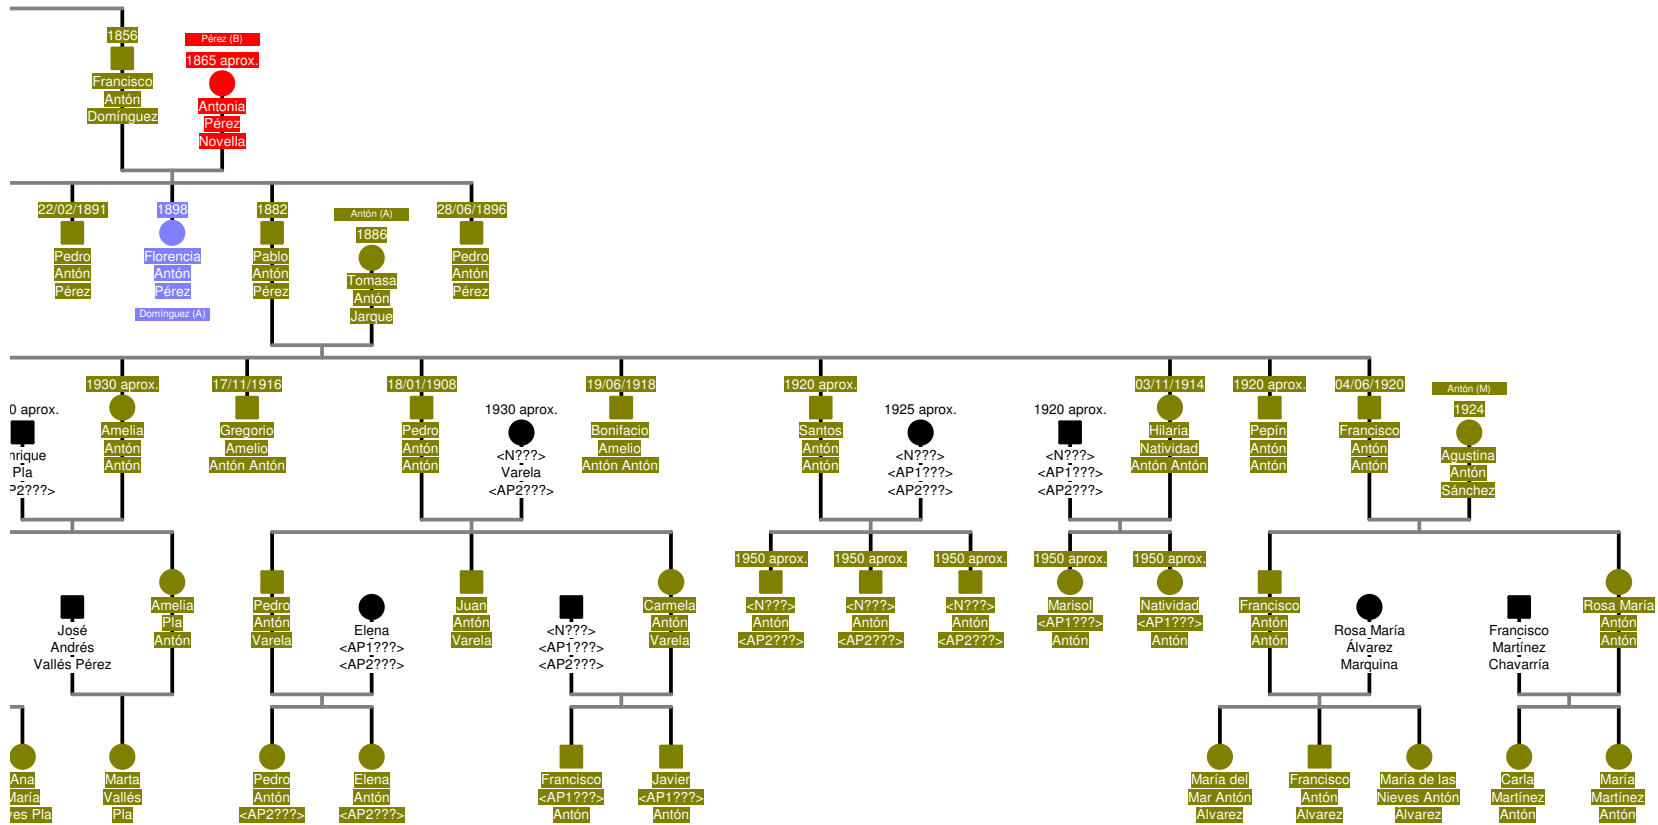 1856
Francisco
Antón
Domínguez
Pérez (B)
1865 aprox.
Antonia
Pérez
Novella
22/02/1891
Pedro
Antón
Pérez
1898
Florencia
Antón
Pérez
Domínguez (A)
1882
Pablo
Antón
Pérez
Antón (A)
1886
Tomasa
Antón
Jarque
28/06/1896
Pedro
Antón
Pérez
0 aprox.
nrique
Pla
P2???>
1930 aprox.
Amelia
Antón
Antón
17/11/1916
Gregorio
Amelio
Antón Antón
18/01/1908
Pedro
Antón
Antón
1930 aprox.
<N???>
Varela
<AP2???>
19/06/1918
Bonifacio
Amelio
Antón Antón
1920 aprox.
Santos
Antón
Antón
1925 aprox.
<N???>
<AP1???>
<AP2???>
1920 aprox.
<N???>
<AP1???>
<AP2???>
03/11/1914
Hilaria
Natividad
Antón Antón
1920 aprox.
Pepín
Antón
Antón
04/06/1920
Francisco
Antón
Antón
Antón (M)
1924
Agustina
Antón
Sánchez
José
Andrés
Vallés Pérez
Amelia
Pla
Antón
Pedro
Antón
Varela
Elena
<AP1???>
<AP2???>
Juan
Antón
Varela
<N???>
<AP1???>
<AP2???>
Carmela
Antón
Varela
1950 aprox.
<N???>
Antón
<AP2???>
1950 aprox.
<N???>
Antón
<AP2???>
1950 aprox.
<N???>
Antón
<AP2???>
1950 aprox.
Marisol
<AP1???>
Antón
1950 aprox.
Natividad
<AP1???>
Antón
Francisco
Antón
Antón
Rosa María
Álvarez
Marquina
Francisco
Martínez
Chavarría
Rosa María
Antón
Antón
Ana
María
ves Pla
Marta
Vallés
Pla
Pedro
Antón
<AP2???>
Elena
Antón
<AP2???>
Francisco
<AP1???>
Antón
Javier
<AP1???>
Antón
María del
Mar Antón
Álvarez
Francisco
Antón
Álvarez
María de las
Nieves Antón
Álvarez
Carla
Martínez
Antón
María
Martínez
Antón